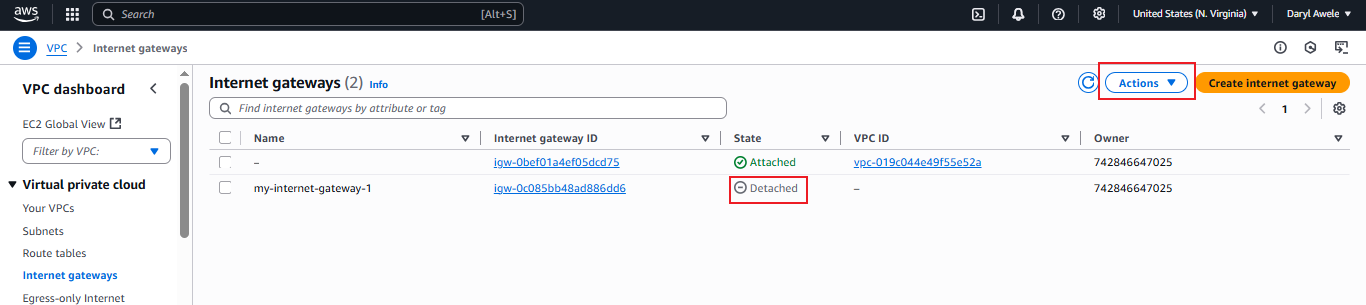 aws
Search [Alt+S] United States (N. Virginia) ▼ Daryl Awele ▼
VPC > Internet gateways
VPC dashboard
EC2 Global View
Filter by VPC:
Virtual private cloud
Your VPCs
Subnets
Route tables
Internet gateways
Egress-only Internet
Internet gateways (2) Info
Actions ▼ Create internet gateway
Find internet gateways by attribute or tag
< 1 >
Name Internet gateway ID State VPC ID Owner
– igw-0bef01a4ef05dcd75 Attached vpc-019c044e49f55e52a 742846647025
my-internet-gateway-1 igw-0c085bb48ad886dd6 Detached – 742846647025